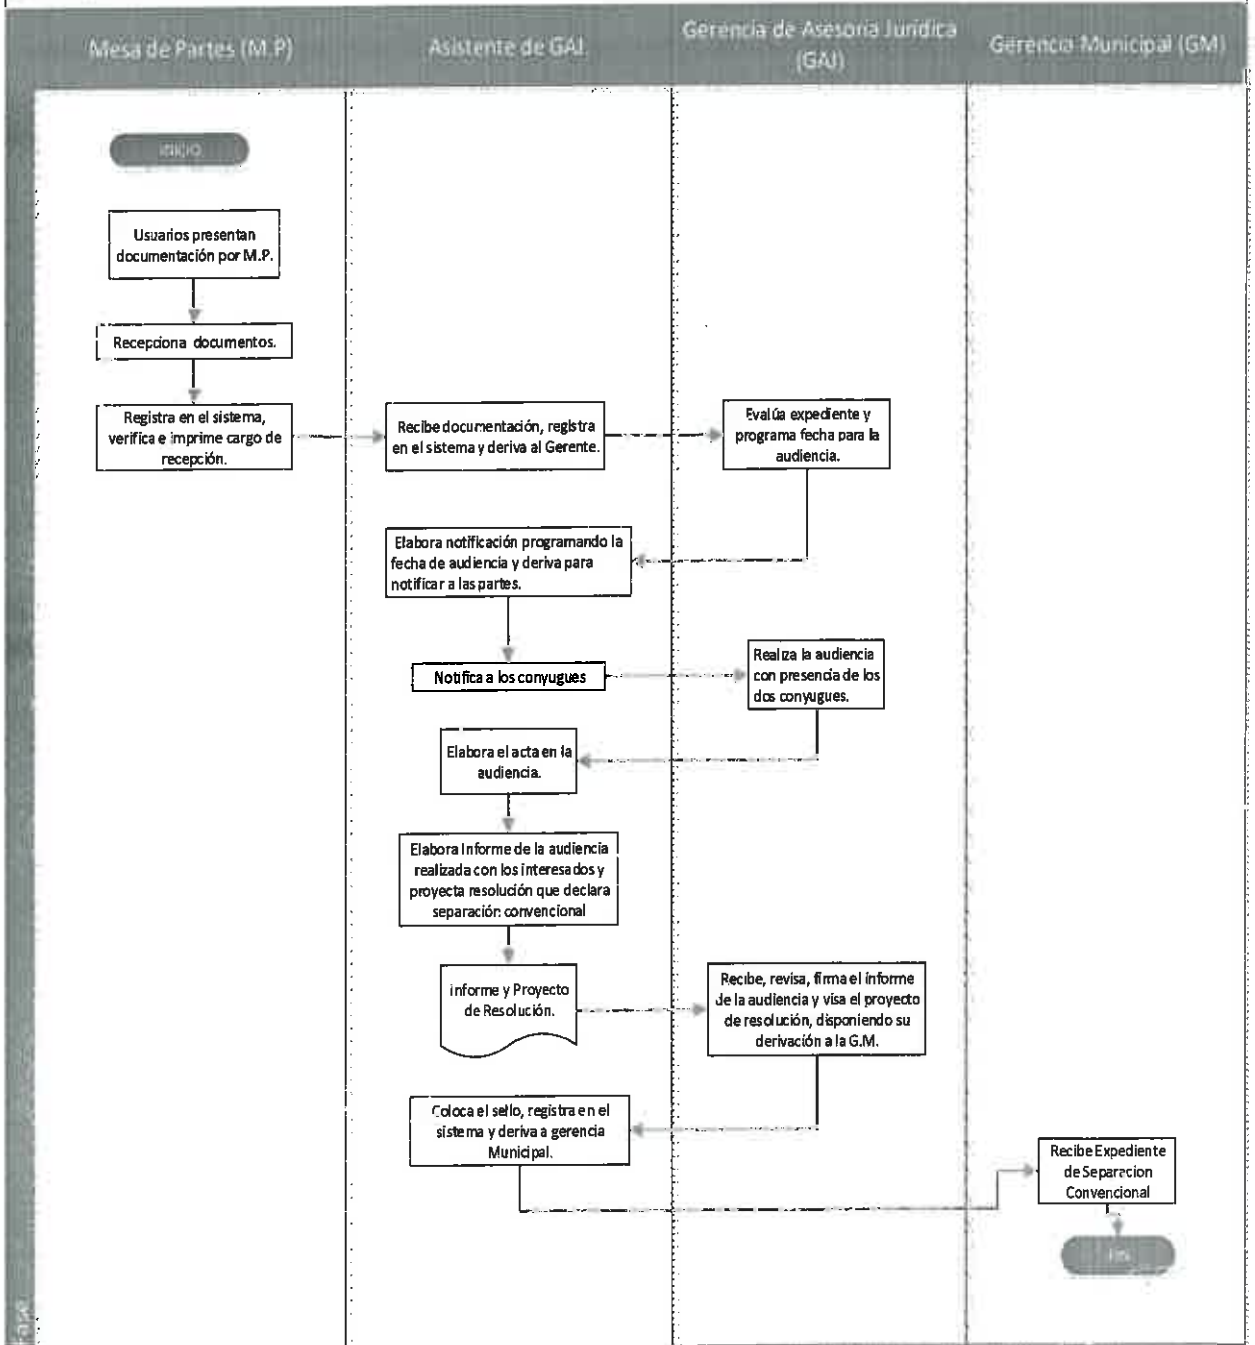 Mesa de Partes (M.P)
Asistente de GAJ
Gerencia de Asesoría Jurídica
(GAJ)
Gerencia Municipal (GM)
INICIO
Usuarios presentan
documentación por M.P.
Recepciona documentos.
Registra en el sistema,
verifica e imprime cargo de
recepción.
Recibe documentación, registra
en el sistema y deriva al Gerente.
Evalúa expediente y
programa fecha para la
audiencia.
Elabora notificación programando la
fecha de audiencia y deriva para
notificar a las partes.
Notifica a los conyugues
Realiza la audiencia
con presencia de los
dos conyugues.
Elabora el acta en la
audiencia.
Elabora Informe de la audiencia
realizada con los interesados y
proyecta resolución que declara
separación convencional
Informe y Proyecto
de Resolución.
Recibe, revisa, firma el informe
de la audiencia y visa el proyecto
de resolución, disponiendo su
derivación a la G.M.
Coloca el sello, registra en el
sistema y deriva a gerencia
Municipal.
Recibe Expediente
de Separacion
Convencional
FIN
Fase